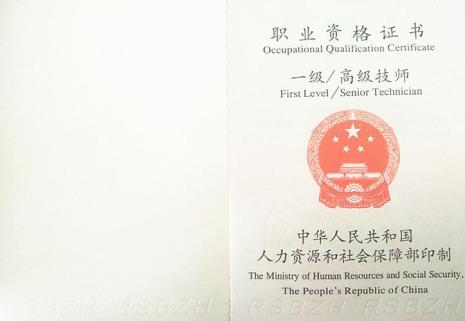 职业资格证书
Occupational Qualification Certificate
一级/高级技师
First Level/Senior Technician
中华人民共和国
人力资源和社会保障部印制
The Ministry of Human Resources and Social Security,
The People's Republic of China
RSBZH RSBZH